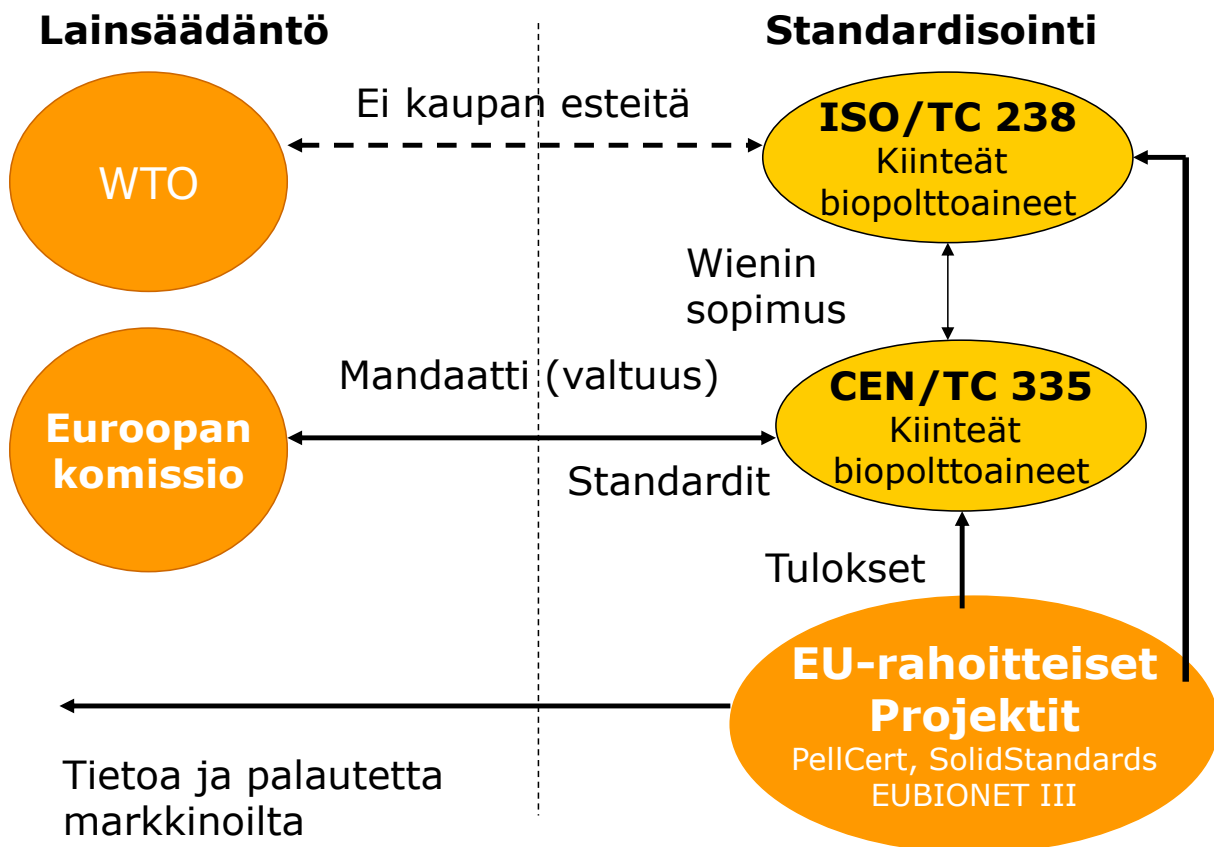 Lainsäädäntö
Standardisointi
Ei kaupan esteitä
WTO
ISO/TC 238
Kiinteät
biopolttoaineet
Wienin
sopimus
Mandaatti (valtuus)
Euroopan
komissio
CEN/TC 335
Kiinteät
biopolttoaineet
Standardit
Tulokset
EU-rahoitteiset
Projektit
PellCert, SolidStandards
EUBIONET III
Tietoa ja palautetta
markkinoilta